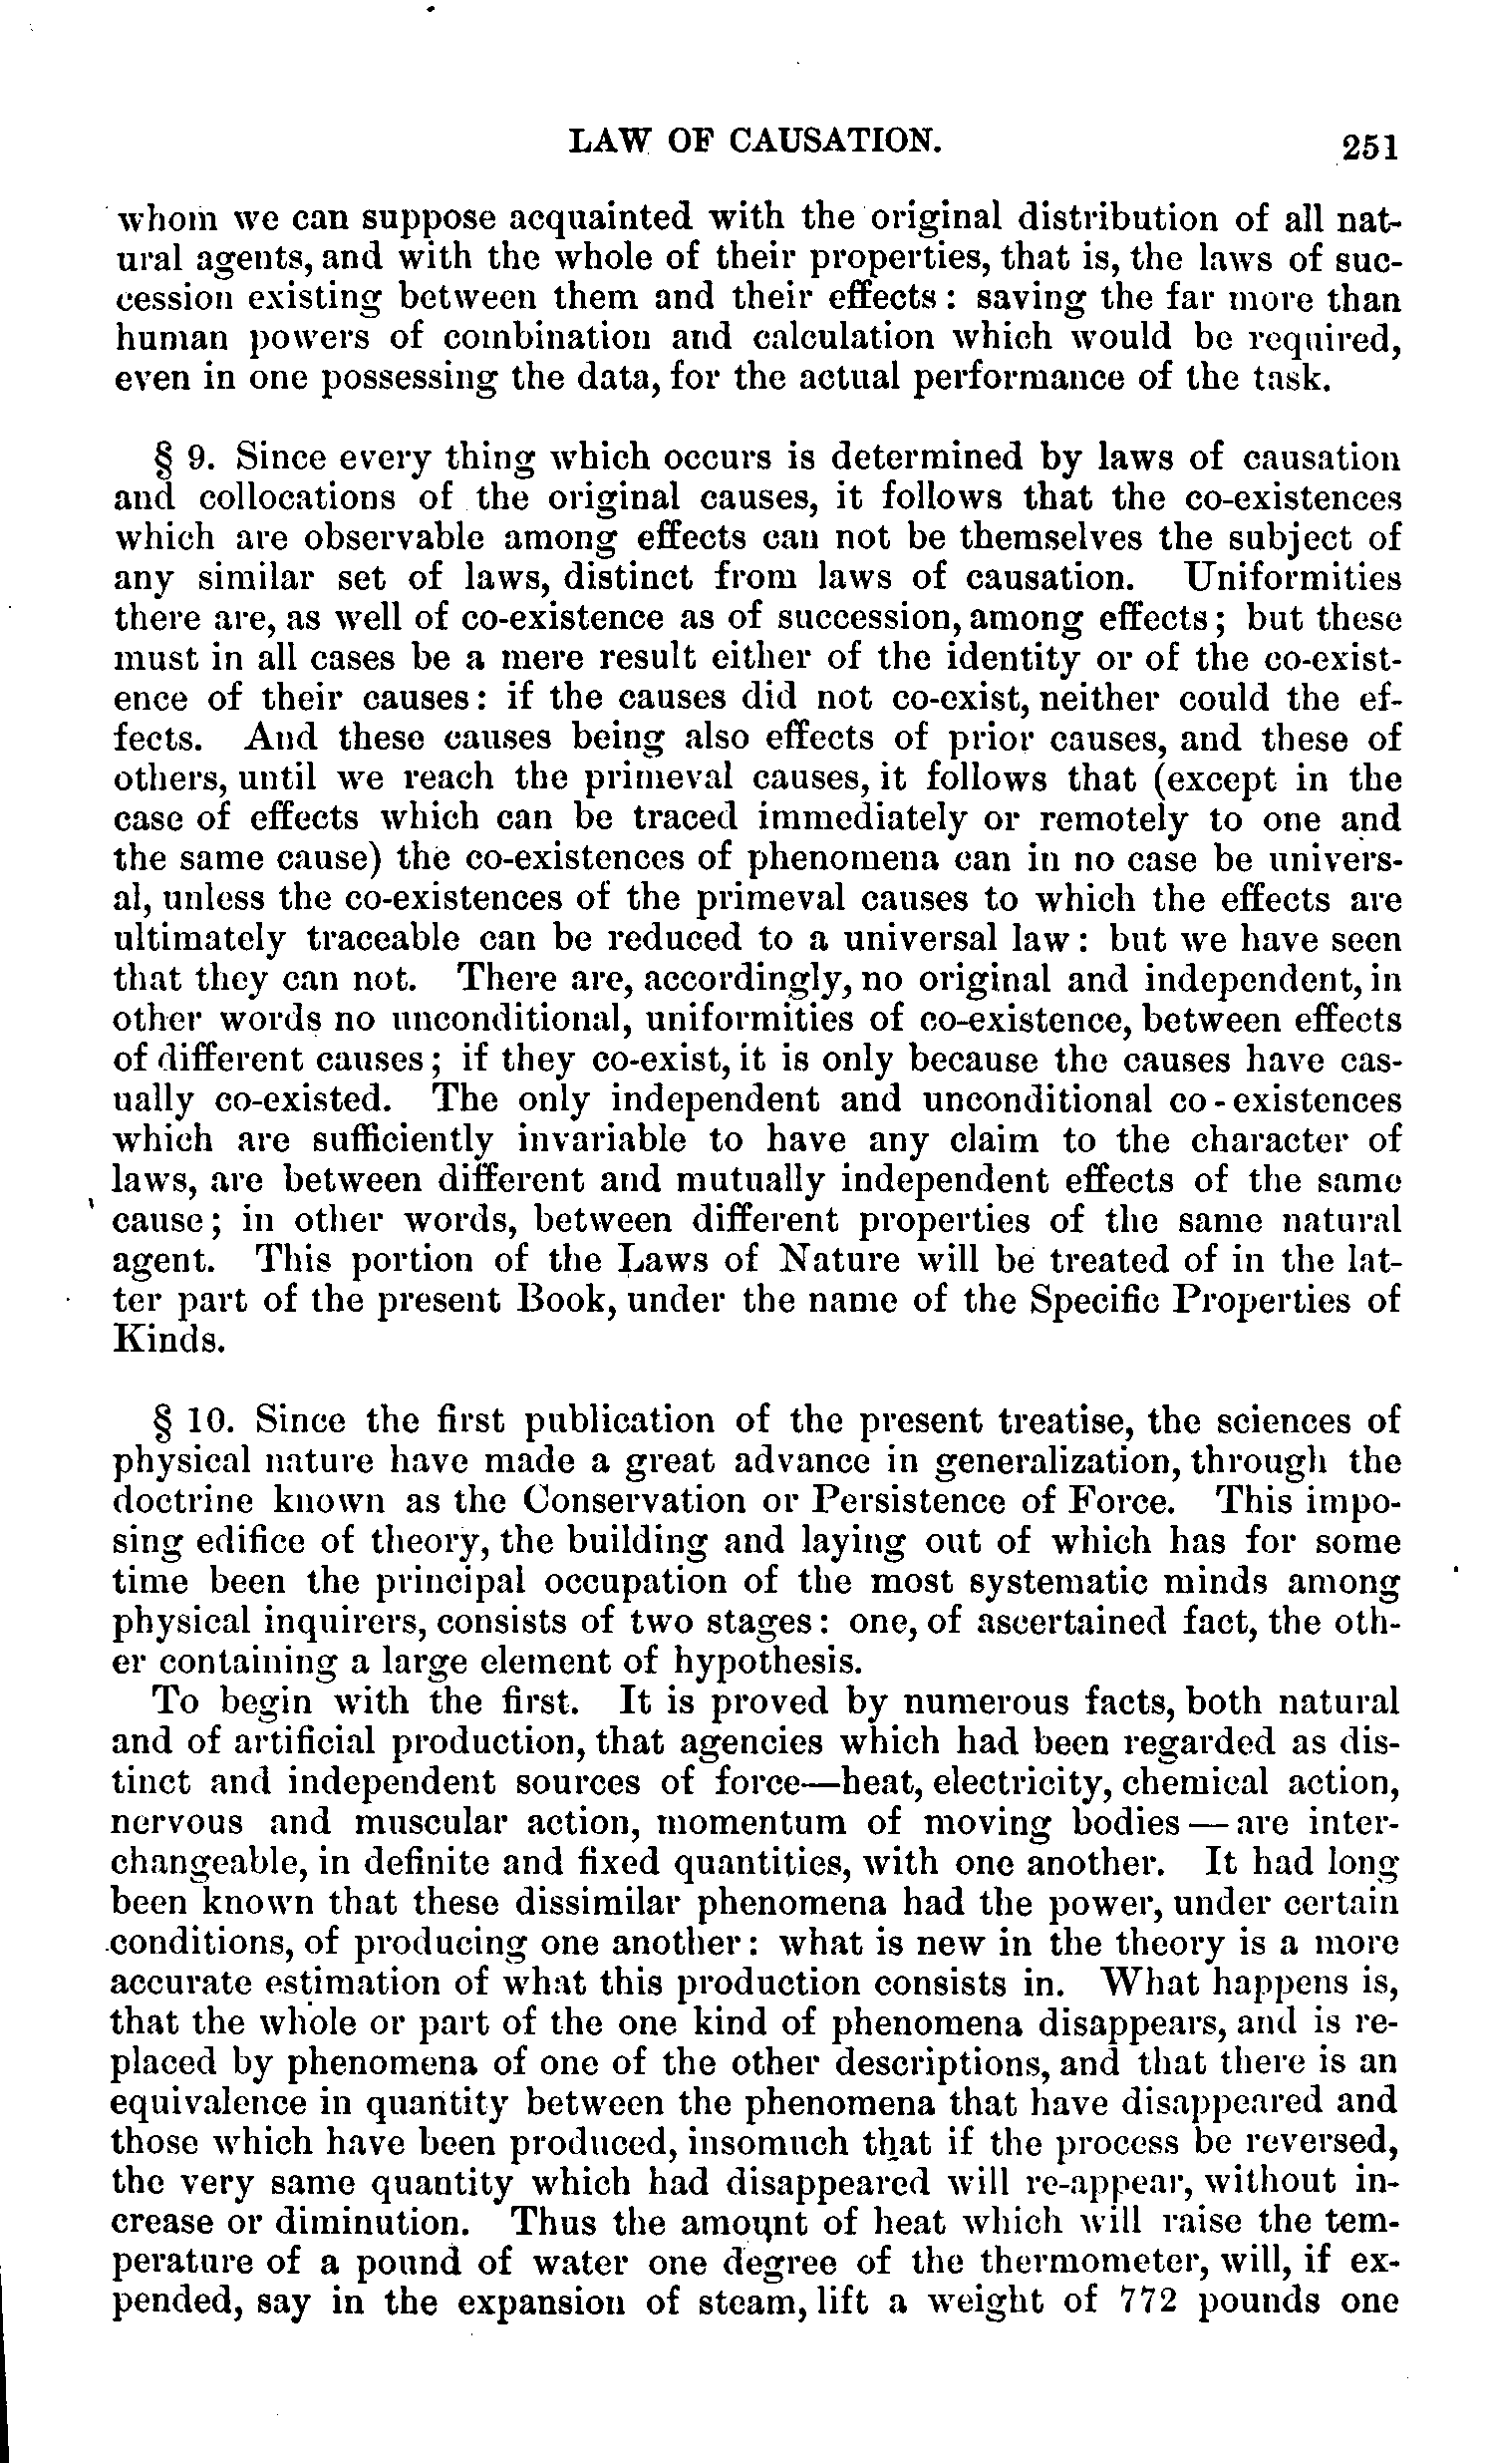 LAW OF CAUSATION. 251
whom we can suppose acquainted with the original distribution of all nat-
ural agents, and with the whole of their properties, that is, the laws of suc-
cession existing between them and their effects: saving the far more than
human powers of combination and calculation which would be required,
even in one possessing the data, for the actual performance of the task.
§ 9. Since every thing which occurs is determined by laws of causation
and collocations of the original causes, it follows that the co-existences
which are observable among effects can not be themselves the subject of
any similar set of laws, distinct from laws of causation. Uniformities
there are, as well of co-existence as of succession, among effects; but these
must in all cases be a mere result either of the identity or of the co-exist-
ence of their causes: if the causes did not co-exist, neither could the ef-
fects. And these causes being also effects of prior causes, and these of
others, until we reach the primeval causes, it follows that (except in the
case of effects which can be traced immediately or remotely to one and
the same cause) the co-existences of phenomena can in no case be univers-
al, unless the co-existences of the primeval causes to which the effects are
ultimately traceable can be reduced to a universal law: but we have seen
that they can not. There are, accordingly, no original and independent, in
other words no unconditional, uniformities of co-existence, between effects
of different causes; if they co-exist, it is only because the causes have cas-
ually co-existed. The only independent and unconditional co-existences
which are sufficiently invariable to have any claim to the character of
laws, are between different and mutually independent effects of the same
cause; in other words, between different properties of the same natural
agent. This portion of the Laws of Nature will be treated of in the lat-
ter part of the present Book, under the name of the Specific Properties of
Kinds.
§ 10. Since the first publication of the present treatise, the sciences of
physical nature have made a great advance in generalization, through the
doctrine known as the Conservation or Persistence of Force. This impo-
sing edifice of theory, the building and laying out of which has for some
time been the principal occupation of the most systematic minds among
physical inquirers, consists of two stages: one, of ascertained fact, the oth-
er containing a large element of hypothesis.
To begin with the first. It is proved by numerous facts, both natural
and of artificial production, that agencies which had been regarded as dis-
tinct and independent sources of force—heat, electricity, chemical action,
nervous and muscular action, momentum of moving bodies—are inter-
changeable, in definite and fixed quantities, with one another. It had long
been known that these dissimilar phenomena had the power, under certain
conditions, of producing one another: what is new in the theory is a more
accurate estimation of what this production consists in. What happens is,
that the whole or part of the one kind of phenomena disappears, and is re-
placed by phenomena of one of the other descriptions, and that there is an
equivalence in quantity between the phenomena that have disappeared and
those which have been produced, insomuch that if the process be reversed,
the very same quantity which had disappeared will re-appear, without in-
crease or diminution. Thus the amount of heat which will raise the tem-
perature of a pound of water one degree of the thermometer, will, if ex-
pended, say in the expansion of steam, lift a weight of 772 pounds one